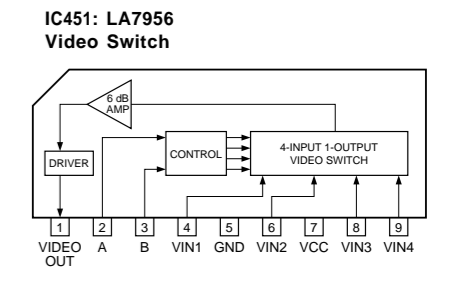 IC451: LA7956
Video Switch
6 dB
AMP
DRIVER
CONTROL
4-INPUT 1-OUTPUT
VIDEO SWITCH
1 2 3 4 5 6 7 8 9
VIDEO OUT A B VIN1 GND VIN2 VCC VIN3 VIN4